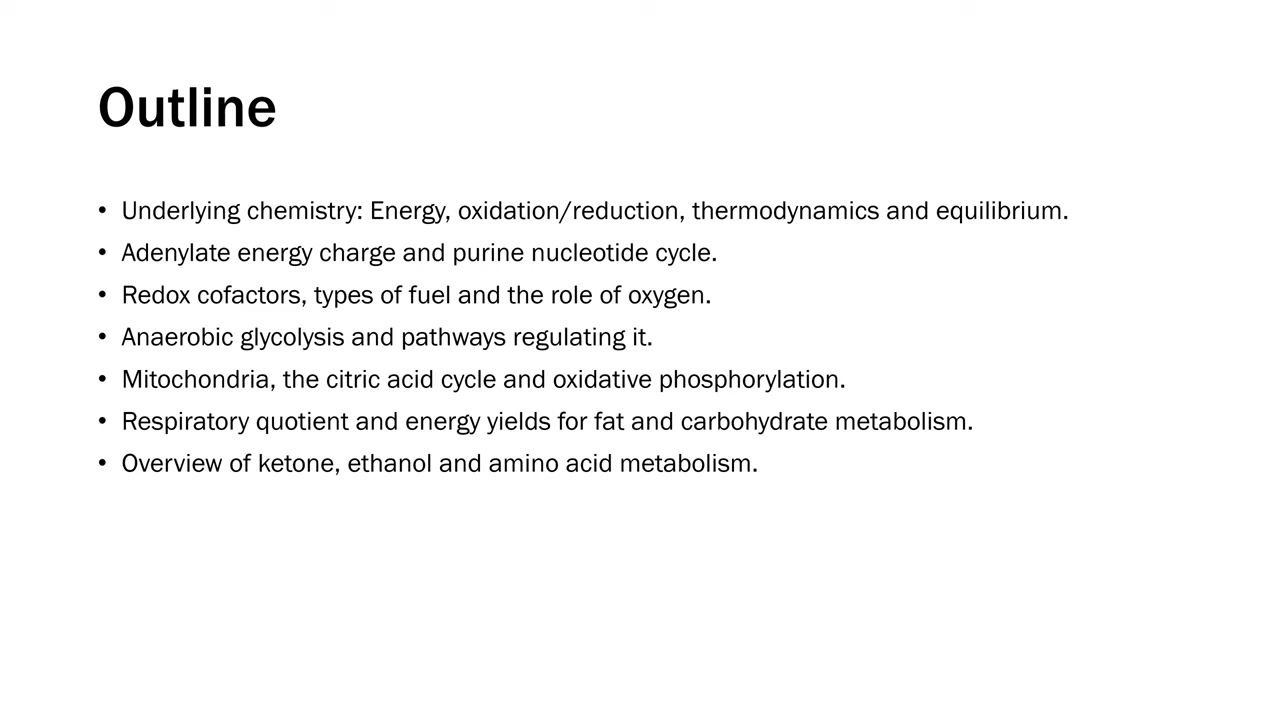 Outline
• Underlying chemistry: Energy, oxidation/reduction, thermodynamics and equilibrium.
• Adenylate energy charge and purine nucleotide cycle.
• Redox cofactors, types of fuel and the role of oxygen.
• Anaerobic glycolysis and pathways regulating it.
• Mitochondria, the citric acid cycle and oxidative phosphorylation.
• Respiratory quotient and energy yields for fat and carbohydrate metabolism.
• Overview of ketone, ethanol and amino acid metabolism.